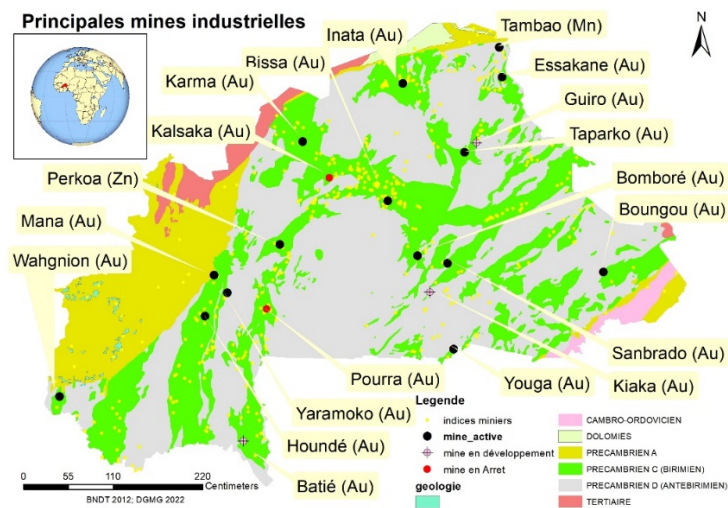 Principales mines industrielles
N
Inata (Au)
Tambao (Mn)
Bissa (Au)
Essakane (Au)
Karma (Au)
Guiro (Au)
Kalsaka (Au)
Taparko (Au)
Perkoa (Zn)
Bomboré (Au)
Mana (Au)
Boungou (Au)
Wahgnion (Au)
Sanbrado (Au)
Pourra (Au)
Youga (Au)
Kiaka (Au)
Yaramoko (Au)
Houndé (Au)
Batié (Au)
Legende
indices miniers
mine_active
mine en développement
mine en Arret
geologie
CAMBRO-ORDOVICIEN
DOLOMIES
PRECAMBRIEN A
PRECAMBRIEN C (BIRIMIEN)
PRECAMBRIEN D (ANTEBIRIMIEN)
TERTIAIRE
0 55 110 220
Centimeters
BNDT 2012; DGMG 2022